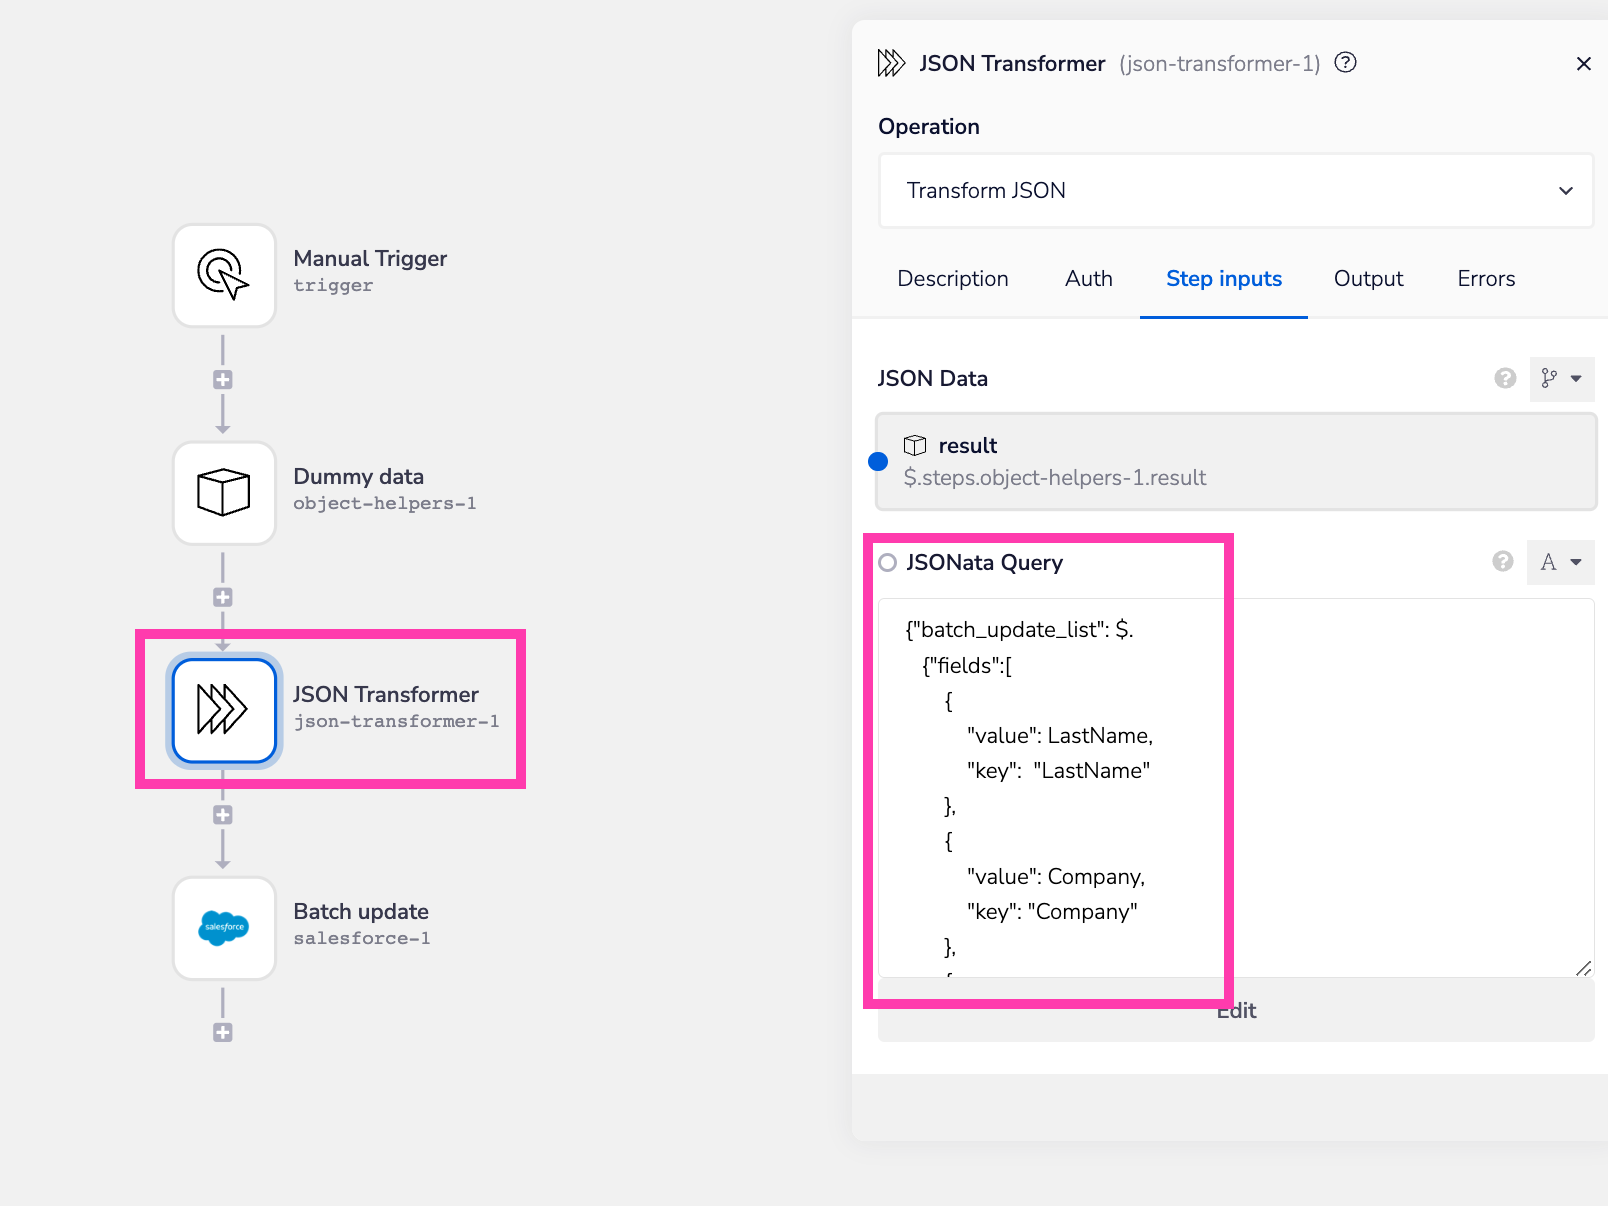 Manual Trigger
trigger
Dummy data
object-helpers-1
JSON Transformer
json-transformer-1
salesforce
Batch update
salesforce-1
JSON Transformer (json-transformer-1) ?
Operation
Transform JSON
Description Auth Step inputs Output Errors
JSON Data ?
result
$.steps.object-helpers-1.result
JSONata Query ? A
{"batch_update_list": $.
{"fields":[
{
"value": LastName,
"key": "LastName"
},
{
"value": Company,
"key": "Company"
},
{
Edit